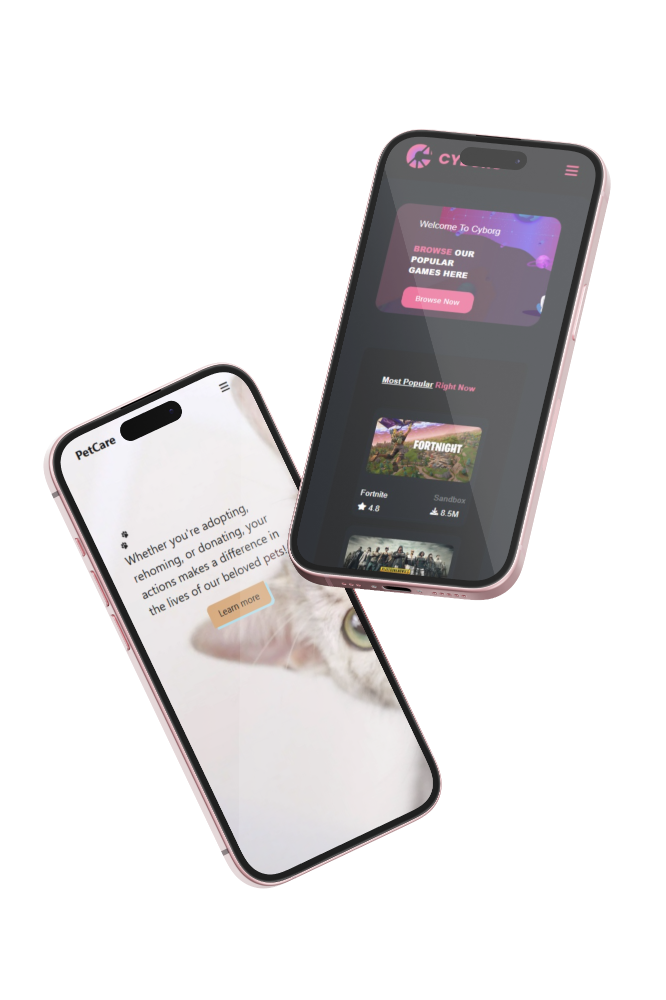 Welcome To Cyborg
BROWSE OUR
POPULAR
GAMES HERE
Browse Now
Most Popular Right Now
FORTNIGHT
Fortnite
Sandbox
4.8
8.5M
PetCare
Whether you're adopting,
rehoming, or donating, your
actions makes a difference in
the lives of our beloved pets!
Learn more